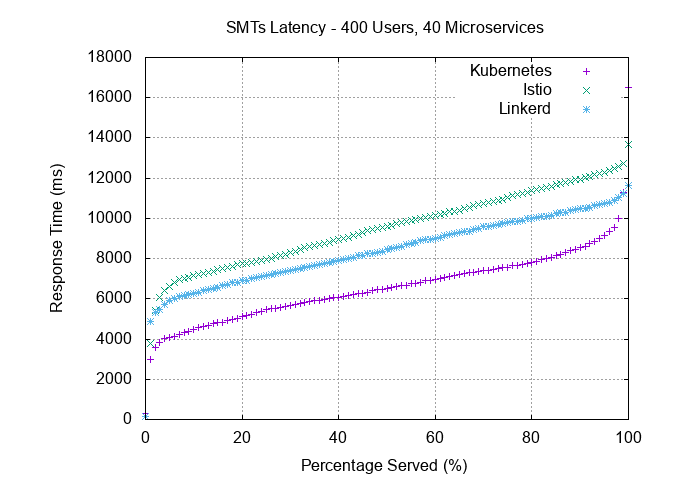 SMTs Latency - 400 Users, 40 Microservices
18000
16000
14000
12000
10000
8000
6000
4000
2000
0
Response Time (ms)
Kubernetes
Istio
Linkerd
0 20 40 60 80 100
Percentage Served (%)